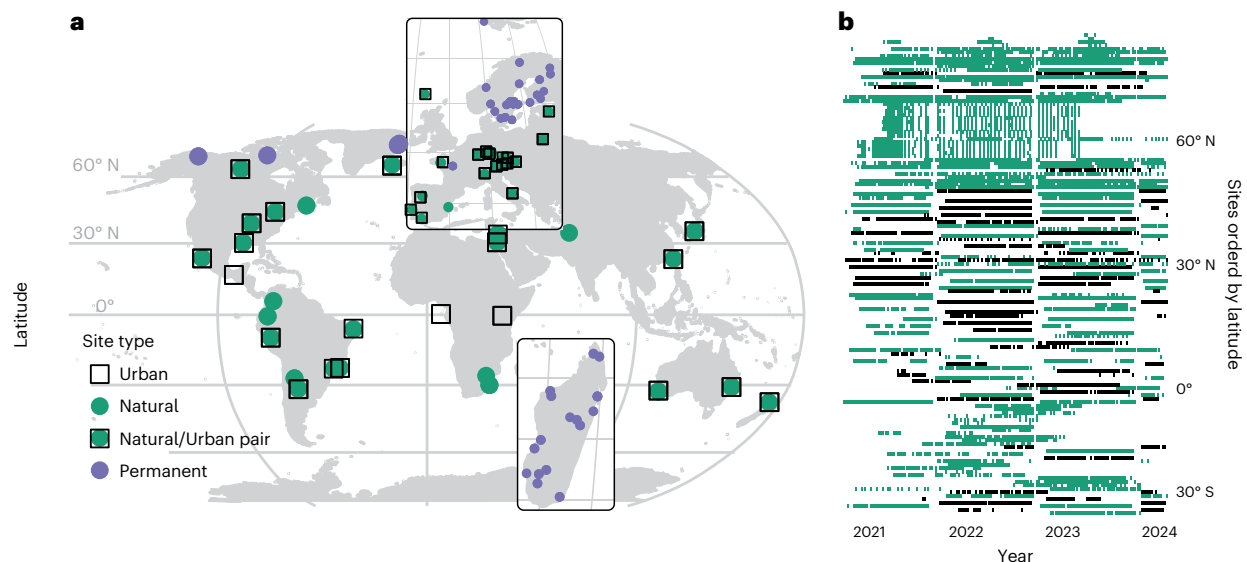 a
b
60° N
30° N
0°
Latitude
Site type
Urban
Natural
Natural/Urban pair
Permanent
60° N
30° N
0°
30° S
Sites orderd by latitude
2021 2022 2023 2024
Year